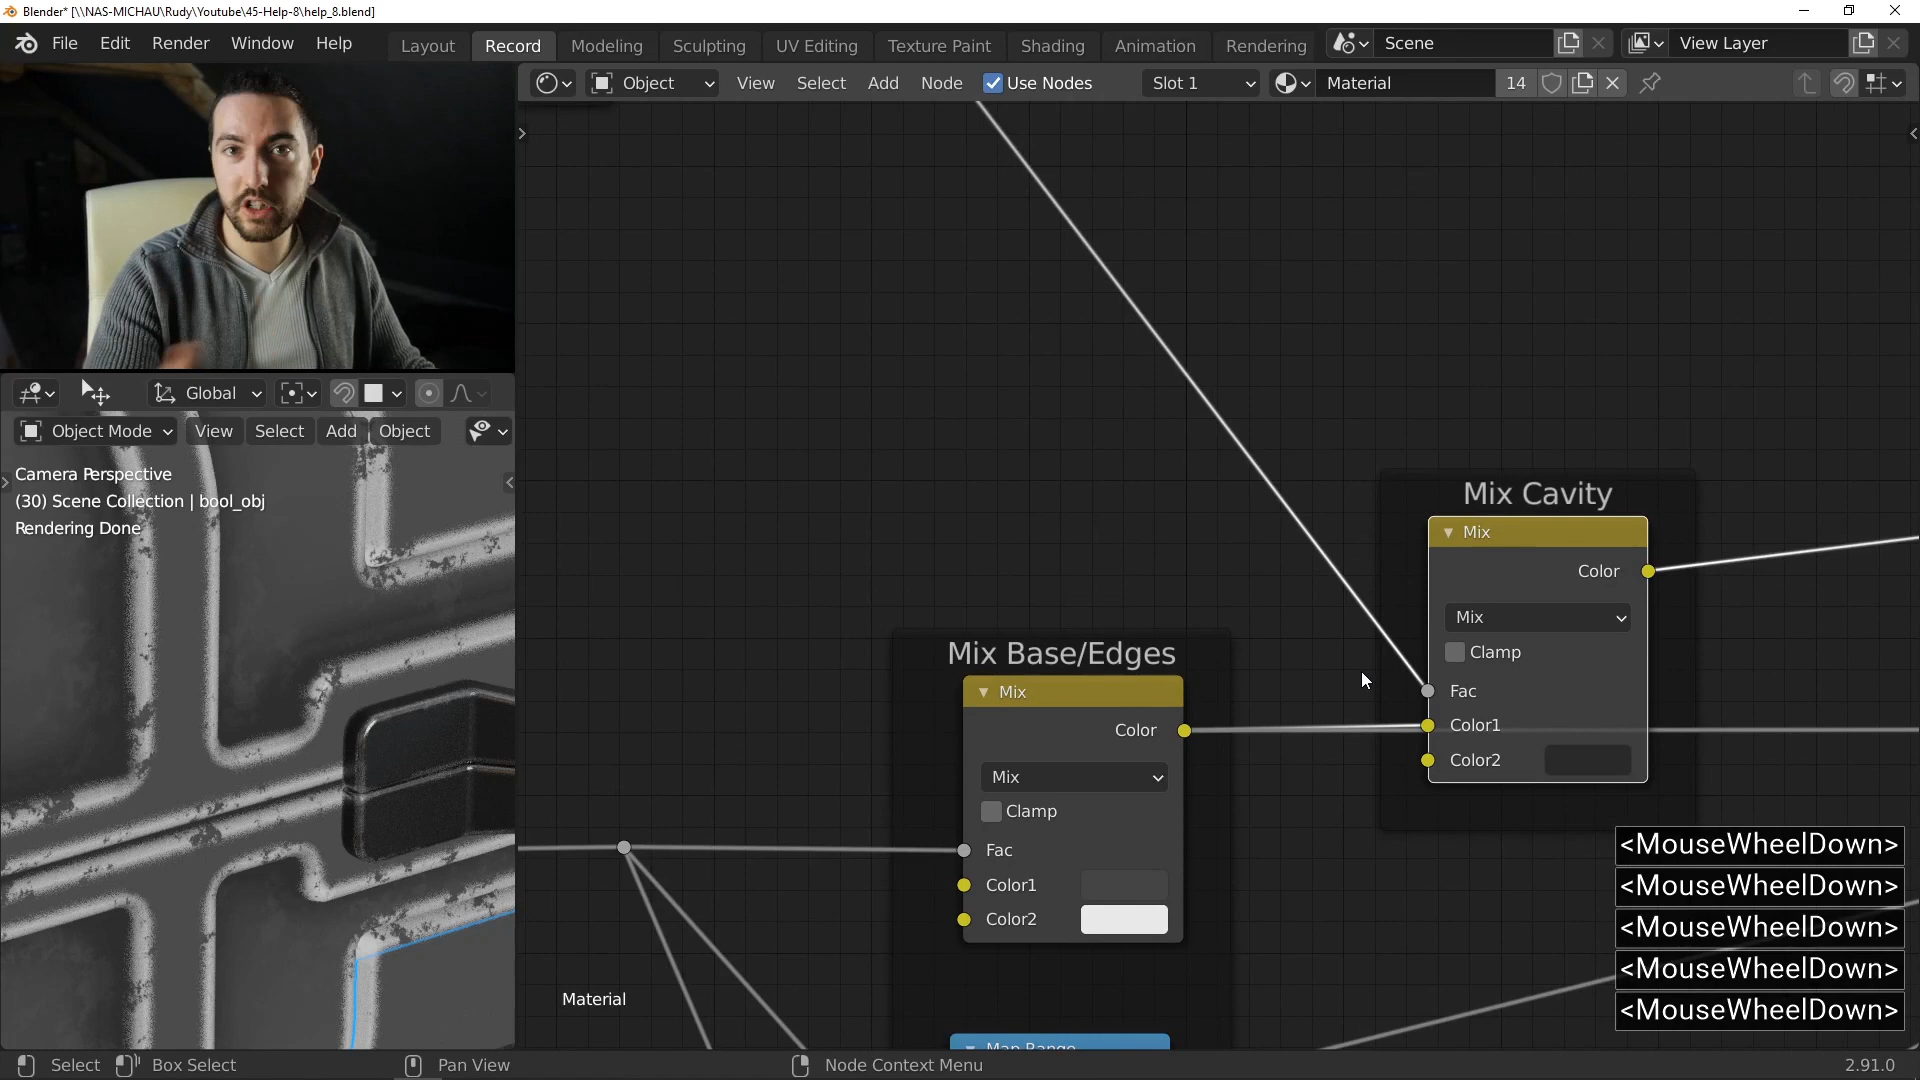 Blender* [\\NAS-MICHAU\Rudy\Youtube\45-Help-8\help_8.blend]
File Edit Render Window Help
Layout Record Modeling Sculpting UV Editing Texture Paint Shading Animation Rendering
Scene
View Layer
Object View Select Add Node Use Nodes Slot 1 Material 14
Global
Object Mode View Select Add Object
Camera Perspective
(30) Scene Collection | bool_obj
Rendering Done
Mix Cavity
Mix
Color
Mix
Clamp
Fac
Color1
Color2
Mix Base/Edges
Mix
Color
Mix
Clamp
Fac
Color1
Color2
Map Range
Material
<MouseWheelDown>
<MouseWheelDown>
<MouseWheelDown>
<MouseWheelDown>
<MouseWheelDown>
Select Box Select Pan View Node Context Menu 2.91.0